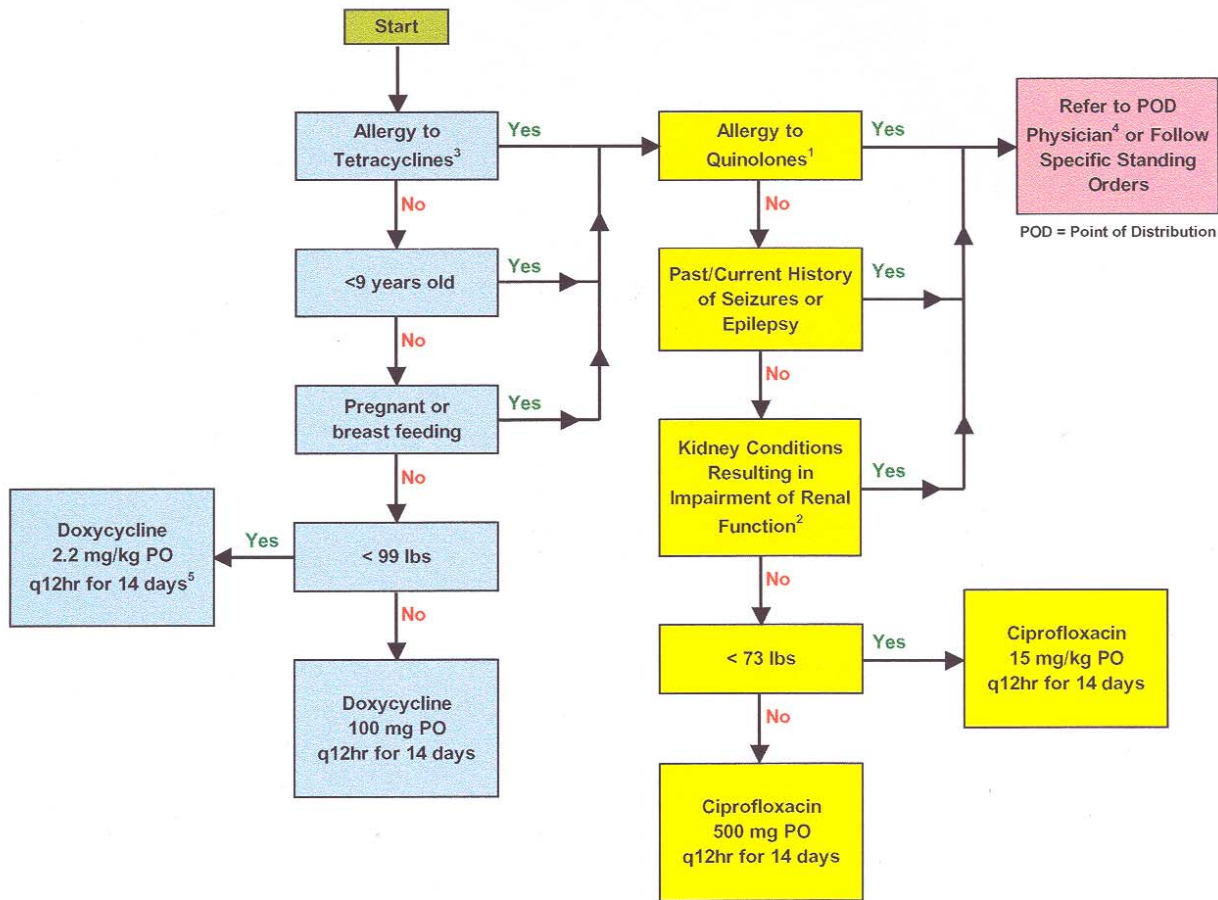 Start
Allergy to
Tetracyclines³
Yes
No
<9 years old
Yes
No
Pregnant or
breast feeding
Yes
No
< 99 lbs
Yes
Doxycycline
2.2 mg/kg PO
q12hr for 14 days⁵
No
Doxycycline
100 mg PO
q12hr for 14 days
Allergy to
Quinolones¹
Yes
No
Past/Current History
of Seizures or
Epilepsy
Yes
No
Kidney Conditions
Resulting in
Impairment of Renal
Function²
Yes
No
< 73 lbs
Yes
Ciprofloxacin
15 mg/kg PO
q12hr for 14 days
No
Ciprofloxacin
500 mg PO
q12hr for 14 days
Refer to POD
Physician⁴ or Follow
Specific Standing
Orders
POD = Point of Distribution